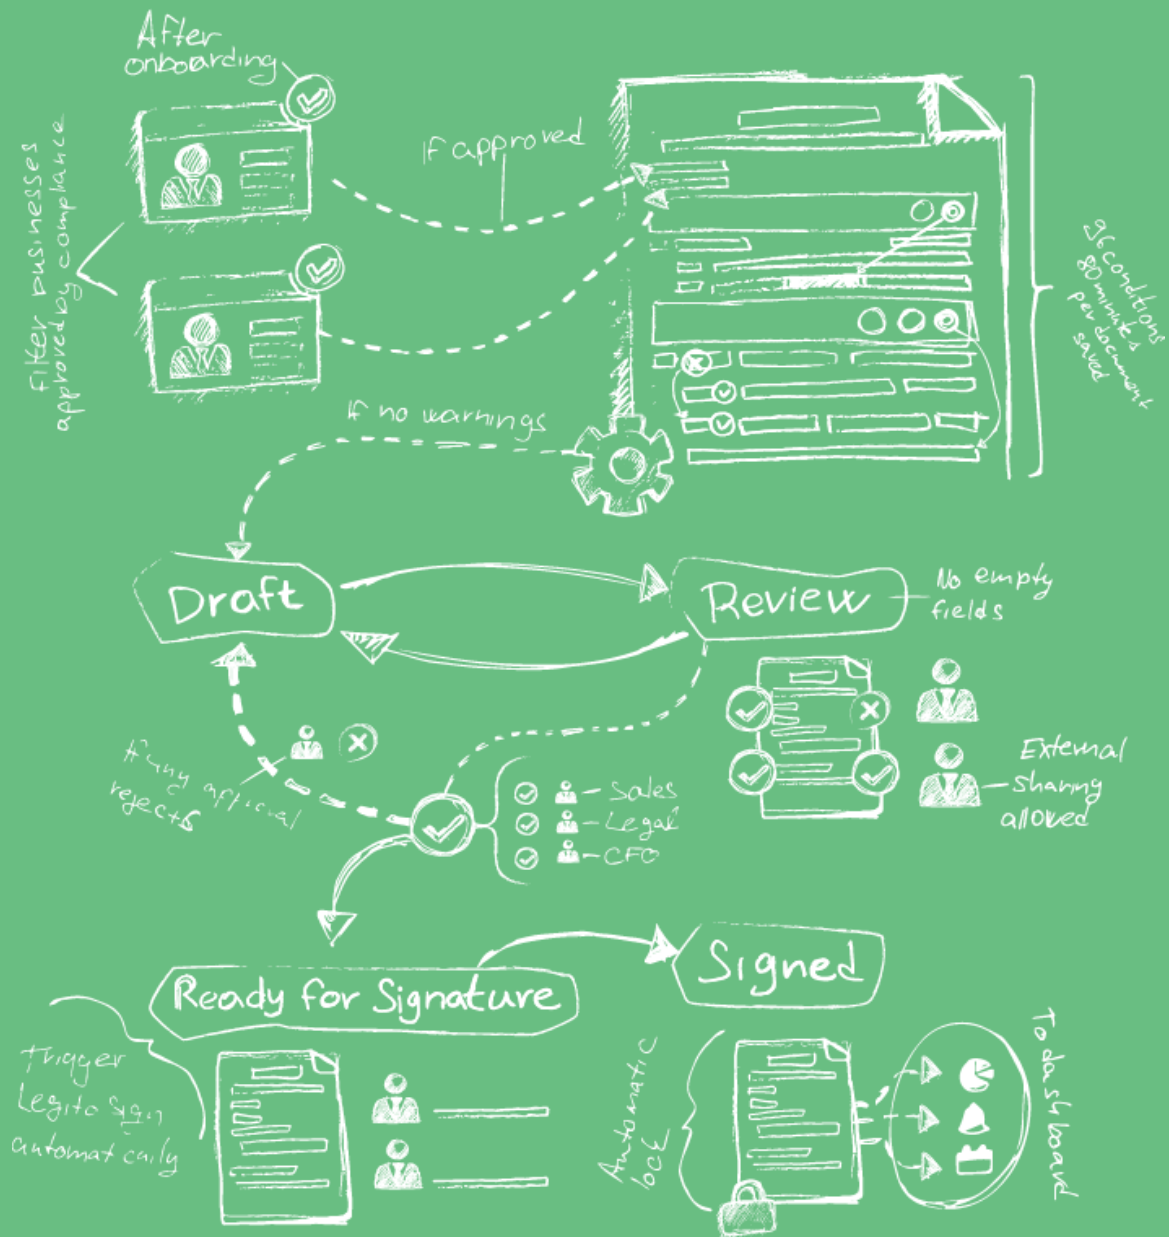 After
onboarding
Filter businesses
approved by compliance
If approved
96 conditions
80 minutes
per document
saved
If no warnings
Draft
Review
No empty
fields
If any approval
rejects
Sales
Legal
CFO
External
sharing
allowed
Ready for Signature
Signed
Trigger
Legito Sign
automatically
Automatic
lock
To dashboard